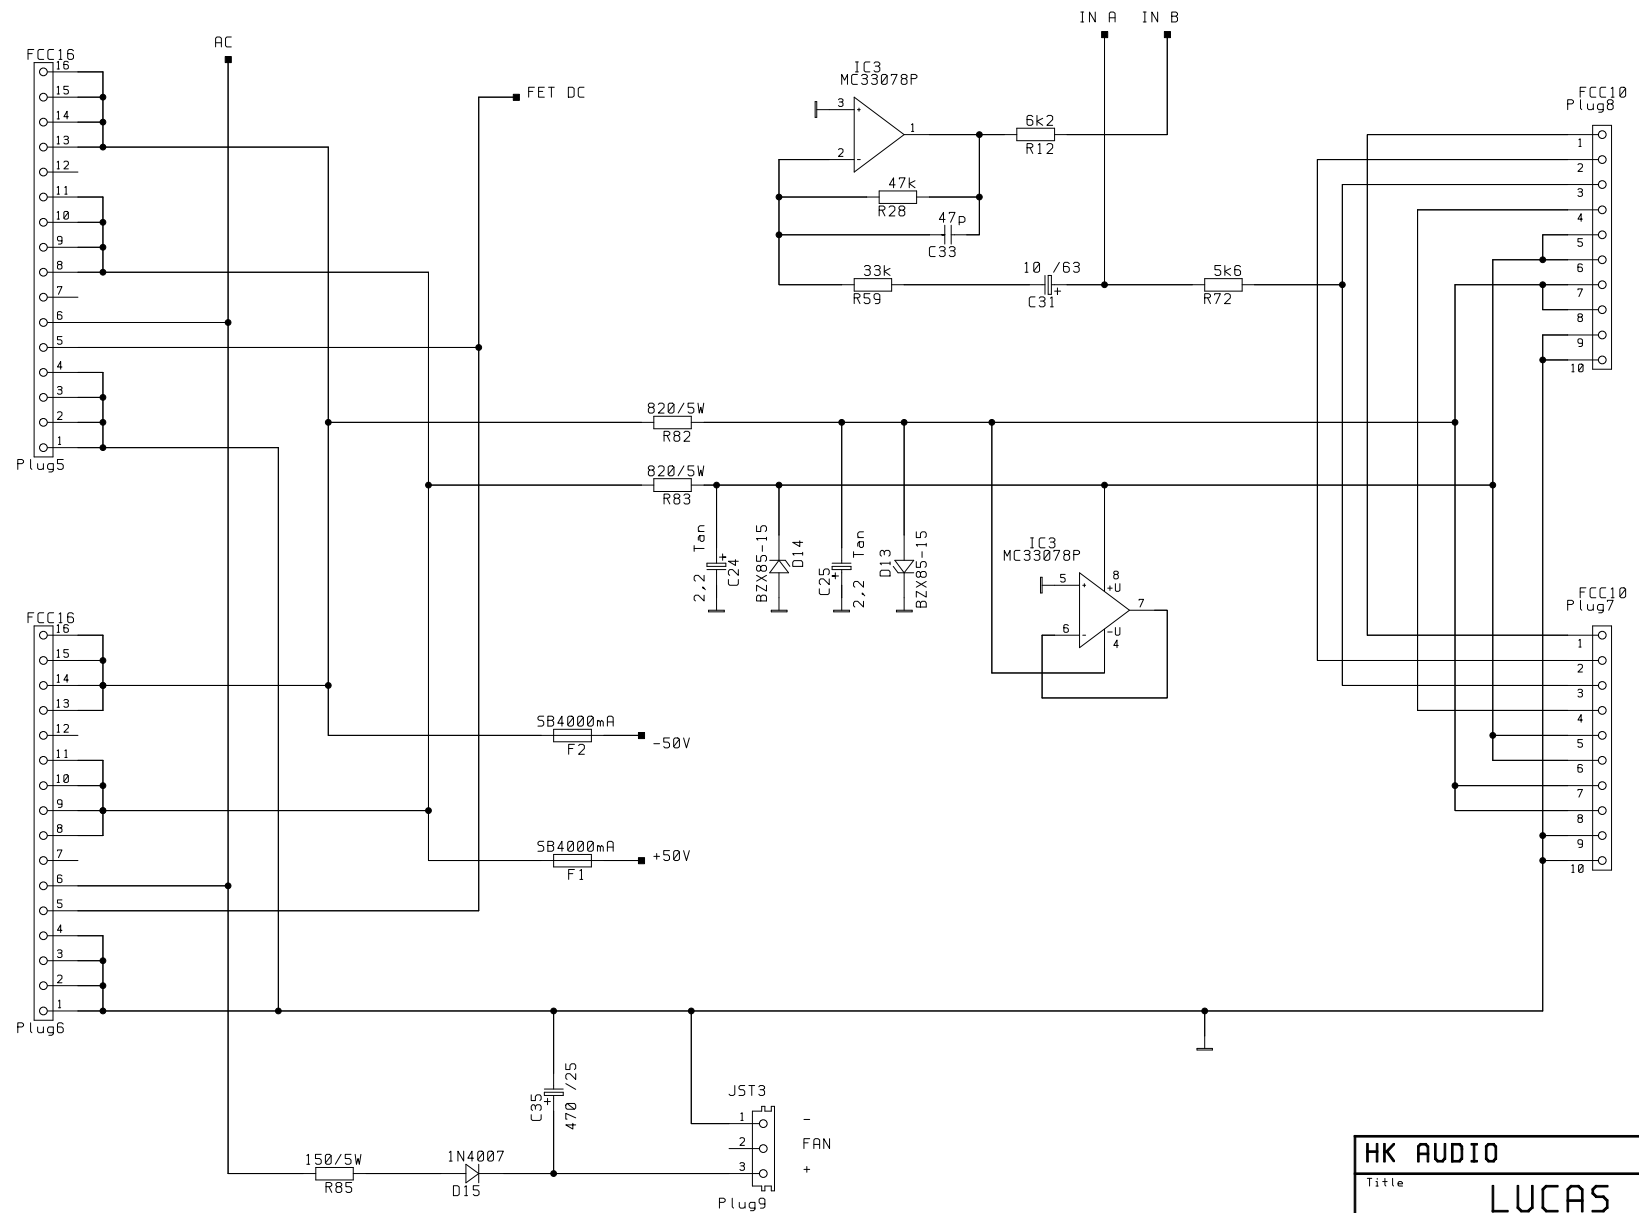 IN A IN B
AC
FCC16
16
15
14
13
12
11
10
9
8
7
6
5
4
3
2
1
Plug5
FET DC
IC3
MC33078P
3
+
1
2
-
6k2
R12
47k
R28
47p
C33
33k
R59
10 /63
C31
+
5k6
R72
FCC10
Plug8
1
2
3
4
5
6
7
8
9
10
820/5W
R82
820/5W
R83
2,2 Tan
+
C24
BZX85-15
D14
C25
+
2,2 Tan
D13
BZX85-15
IC3
MC33078P
5
+
8
+U
7
6
-
-U
4
FCC10
Plug7
1
2
3
4
5
6
7
8
9
10
FCC16
16
15
14
13
12
11
10
9
8
7
6
5
4
3
2
1
Plug6
SB4000mA
F2
-50V
SB4000mA
F1
+50V
C35
+
470 /25
JST3
1
-
2
FAN
3
+
Plug9
150/5W
R85
1N4007
D15
HK AUDIO
Title
LUCAS